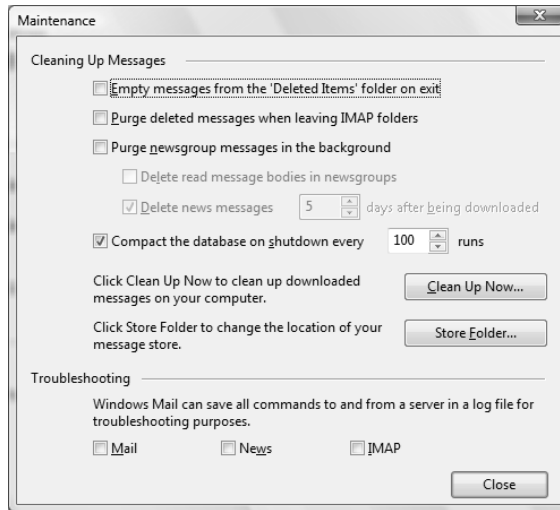 Maintenance
Cleaning Up Messages
Empty messages from the 'Deleted Items' folder on exit
Purge deleted messages when leaving IMAP folders
Purge newsgroup messages in the background
Delete read message bodies in newsgroups
Delete news messages 5 days after being downloaded
Compact the database on shutdown every 100 runs
Click Clean Up Now to clean up downloaded
messages on your computer.
Clean Up Now...
Click Store Folder to change the location of your
message store.
Store Folder...
Troubleshooting
Windows Mail can save all commands to and from a server in a log file for
troubleshooting purposes.
Mail News IMAP
Close